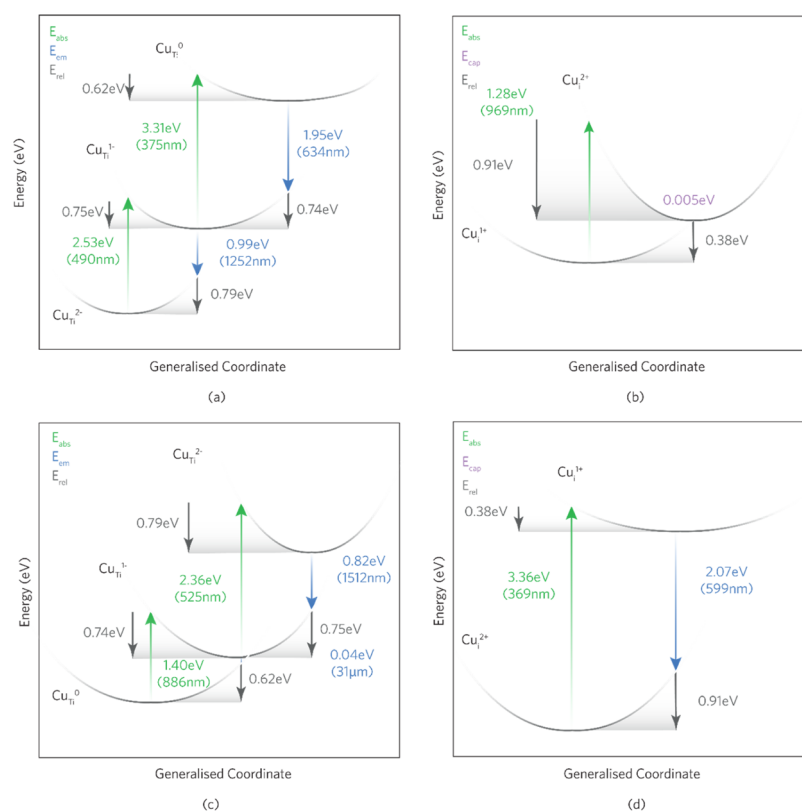 E_abs
E_em
E_rel
Cu_Ti^0
0.62eV
3.31eV
(375nm)
1.95eV
(634nm)
Cu_Ti^1-
0.75eV
0.74eV
2.53eV
(490nm)
0.99eV
(1252nm)
0.79eV
Cu_Ti^2-
Energy (eV)
Generalised Coordinate
(a)
E_abs
E_cap
E_rel
Cu_i^2+
1.28eV
(969nm)
0.91eV
0.005eV
Cu_i^1+
0.38eV
Energy (eV)
Generalised Coordinate
(b)
E_abs
E_em
E_rel
Cu_Ti^2-
0.79eV
0.82eV
(1512nm)
2.36eV
(525nm)
Cu_Ti^1-
0.74eV
0.75eV
1.40eV
(886nm)
0.04eV
(31μm)
0.62eV
Cu_Ti^0
Energy (eV)
Generalised Coordinate
(c)
E_abs
E_cap
E_rel
Cu_i^1+
0.38eV
3.36eV
(369nm)
2.07eV
(599nm)
Cu_i^2+
0.91eV
Energy (eV)
Generalised Coordinate
(d)